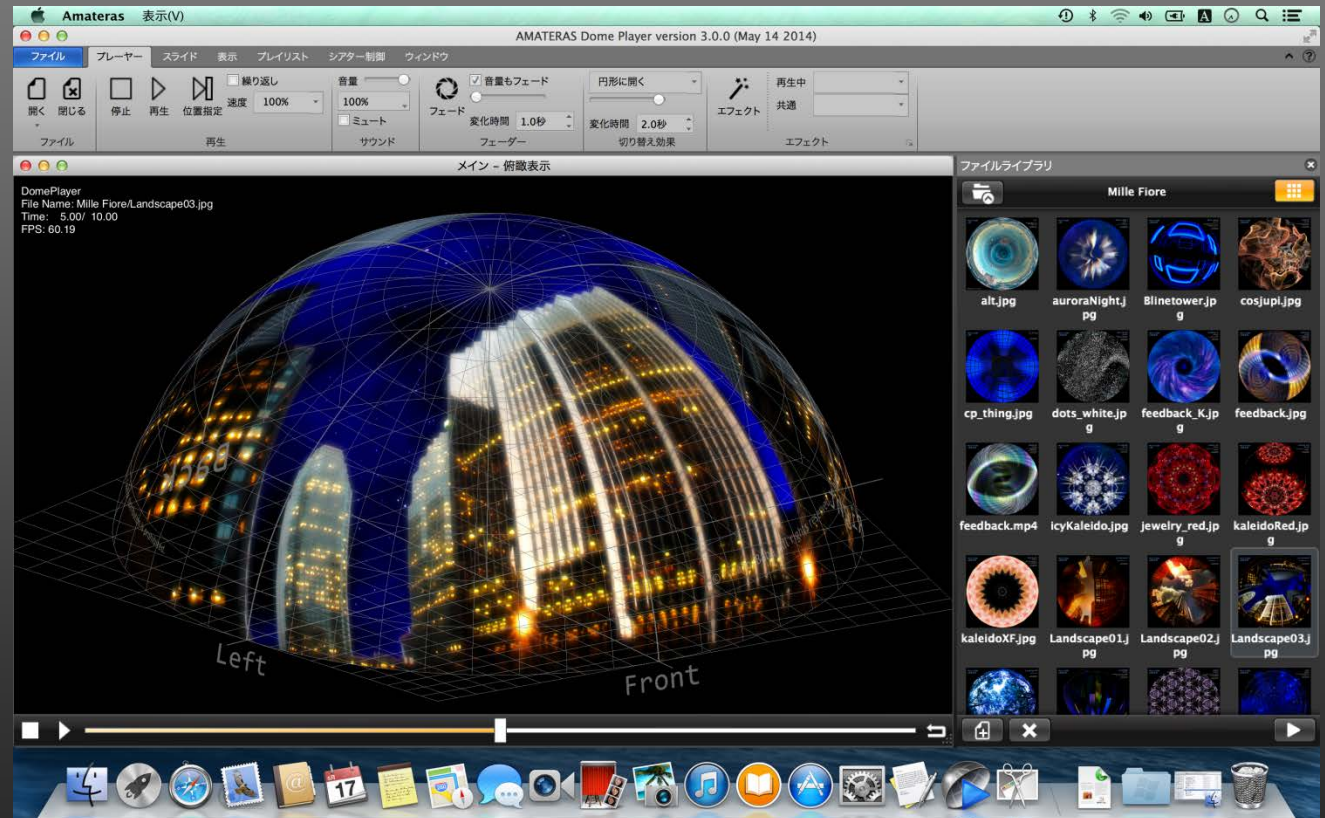 Amateras 表示(V)
AMATERAS Dome Player version 3.0.0 (May 14 2014)
ファイル プレーヤー スライド 表示 プレイリスト シアター制御 ウィンドウ
開く 閉じる 停止 再生 位置指定
繰り返し
速度 100%
音量
100%
ミュート
フェード
音量もフェード
変化時間 1.0秒
円形に開く
変化時間 2.0秒
エフェクト
再生中
共通
ファイル 再生 サウンド フェーダー 切り替え効果 エフェクト
メイン – 俯瞰表示
DomePlayer
File Name: Mille Fiore/Landscape03.jpg
Time: 5.00/ 10.00
FPS: 60.19
Back
Left
Front
ファイルライブラリ
Mille Fiore
alt.jpg auroraNight.j Blinetower.jp cosjupi.jpg
pg g
cp_thing.jpg dots_white.jp feedback_K.jp feedback.jpg
g g
feedback.mp4 icyKaleido.jpg jewelry_red.jp kaleidoRed.jp
g g
kaleidoXF.jpg Landscape01.j Landscape02.j Landscape03.j
pg pg pg
17